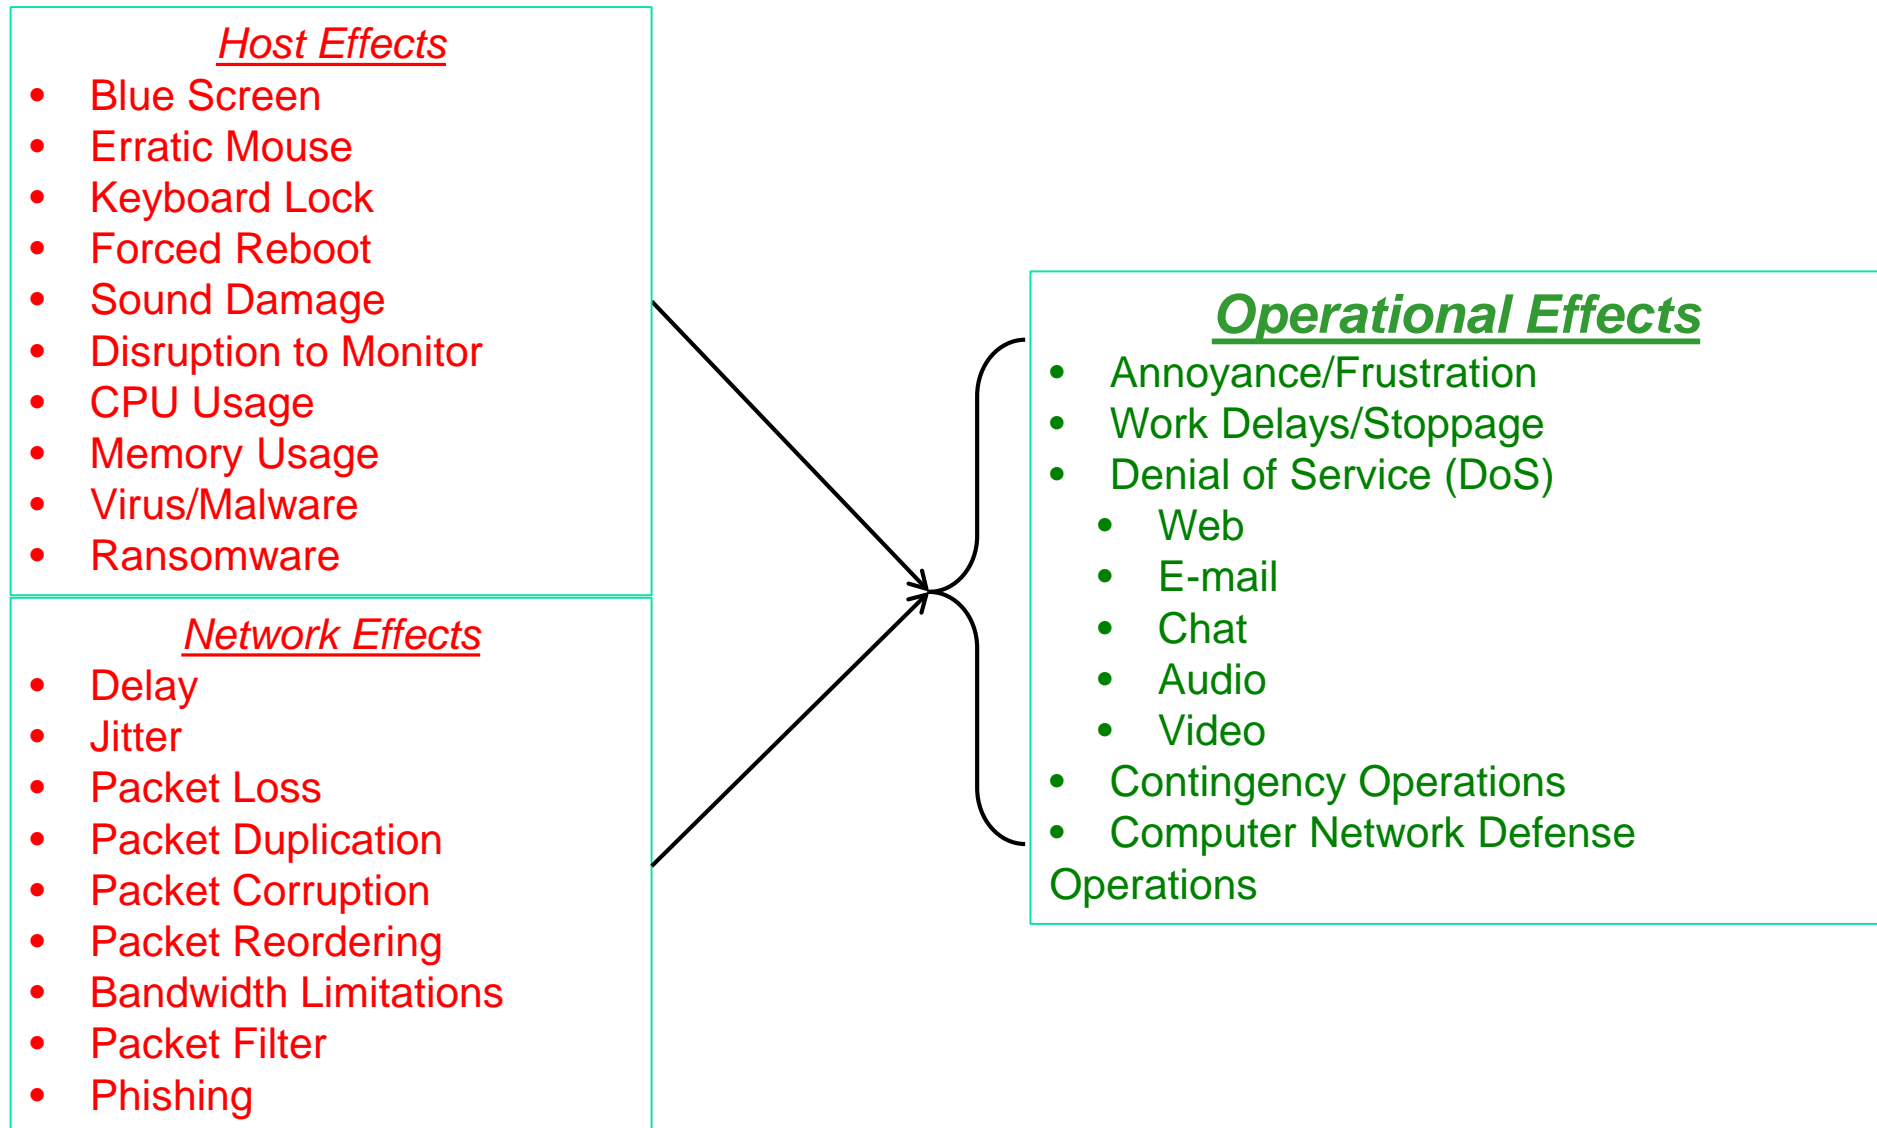 Host Effects
• Blue Screen
• Erratic Mouse
• Keyboard Lock
• Forced Reboot
• Sound Damage
• Disruption to Monitor
• CPU Usage
• Memory Usage
• Virus/Malware
• Ransomware
Network Effects
• Delay
• Jitter
• Packet Loss
• Packet Duplication
• Packet Corruption
• Packet Reordering
• Bandwidth Limitations
• Packet Filter
• Phishing
Operational Effects
• Annoyance/Frustration
• Work Delays/Stoppage
• Denial of Service (DoS)
• Web
• E-mail
• Chat
• Audio
• Video
• Contingency Operations
• Computer Network Defense
Operations